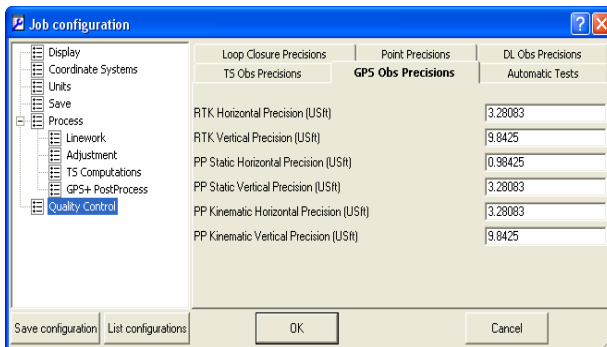 Job configuration
Display
Coordinate Systems
Units
Save
Process
Linework
Adjustment
TS Computations
GPS+ PostProcess
Quality Control
Loop Closure Precisions
Point Precisions
DL Obs Precisions
TS Obs Precisions
GPS Obs Precisions
Automatic Tests
RTK Horizontal Precision (USft) 3.28083
RTK Vertical Precision (USft) 9.8425
PP Static Horizontal Precision (USft) 0.98425
PP Static Vertical Precision (USft) 3.28083
PP Kinematic Horizontal Precision (USft) 3.28083
PP Kinematic Vertical Precision (USft) 9.8425
Save configuration
List configurations
OK
Cancel